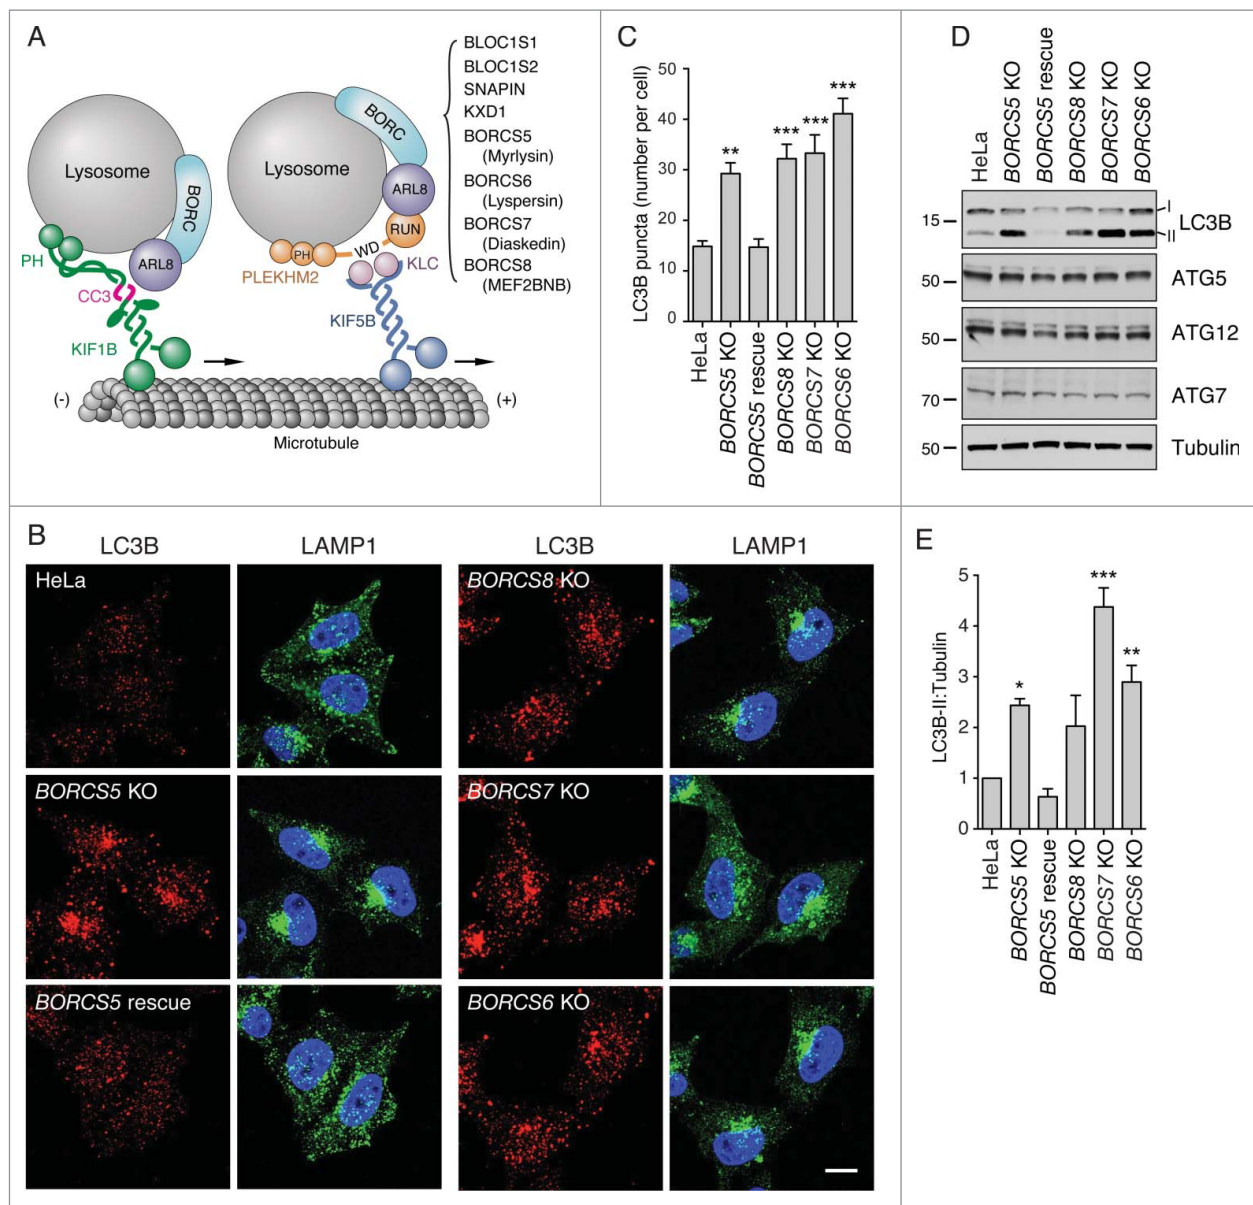 A
BLOC1S1
BLOC1S2
SNAPIN
KXD1
BORCS5
(Myrlysin)
BORCS6
(Lyspersin)
BORCS7
(Diaskedin)
BORCS8
(MEF2BNB)
Lysosome
BORC
ARL8
PH
CC3
KIF1B
Lysosome
BORC
ARL8
RUN
PH
WD
PLEKHM2
KLC
KIF5B
(-)
(+)
Microtubule
C
LC3B puncta (number per cell)
50
40
30
20
10
0
**
***
***
***
HeLa
BORCS5 KO
BORCS5 rescue
BORCS8 KO
BORCS7 KO
BORCS6 KO
D
HeLa
BORCS5 KO
BORCS5 rescue
BORCS8 KO
BORCS7 KO
BORCS6 KO
15
I
II
LC3B
50
ATG5
50
ATG12
70
ATG7
50
Tubulin
B
LC3B LAMP1 LC3B LAMP1
HeLa
BORCS8 KO
BORCS5 KO
BORCS7 KO
BORCS5 rescue
BORCS6 KO
E
LC3B-II:Tubulin
5
4
3
2
1
0
*
***
**
HeLa
BORCS5 KO
BORCS5 rescue
BORCS8 KO
BORCS7 KO
BORCS6 KO